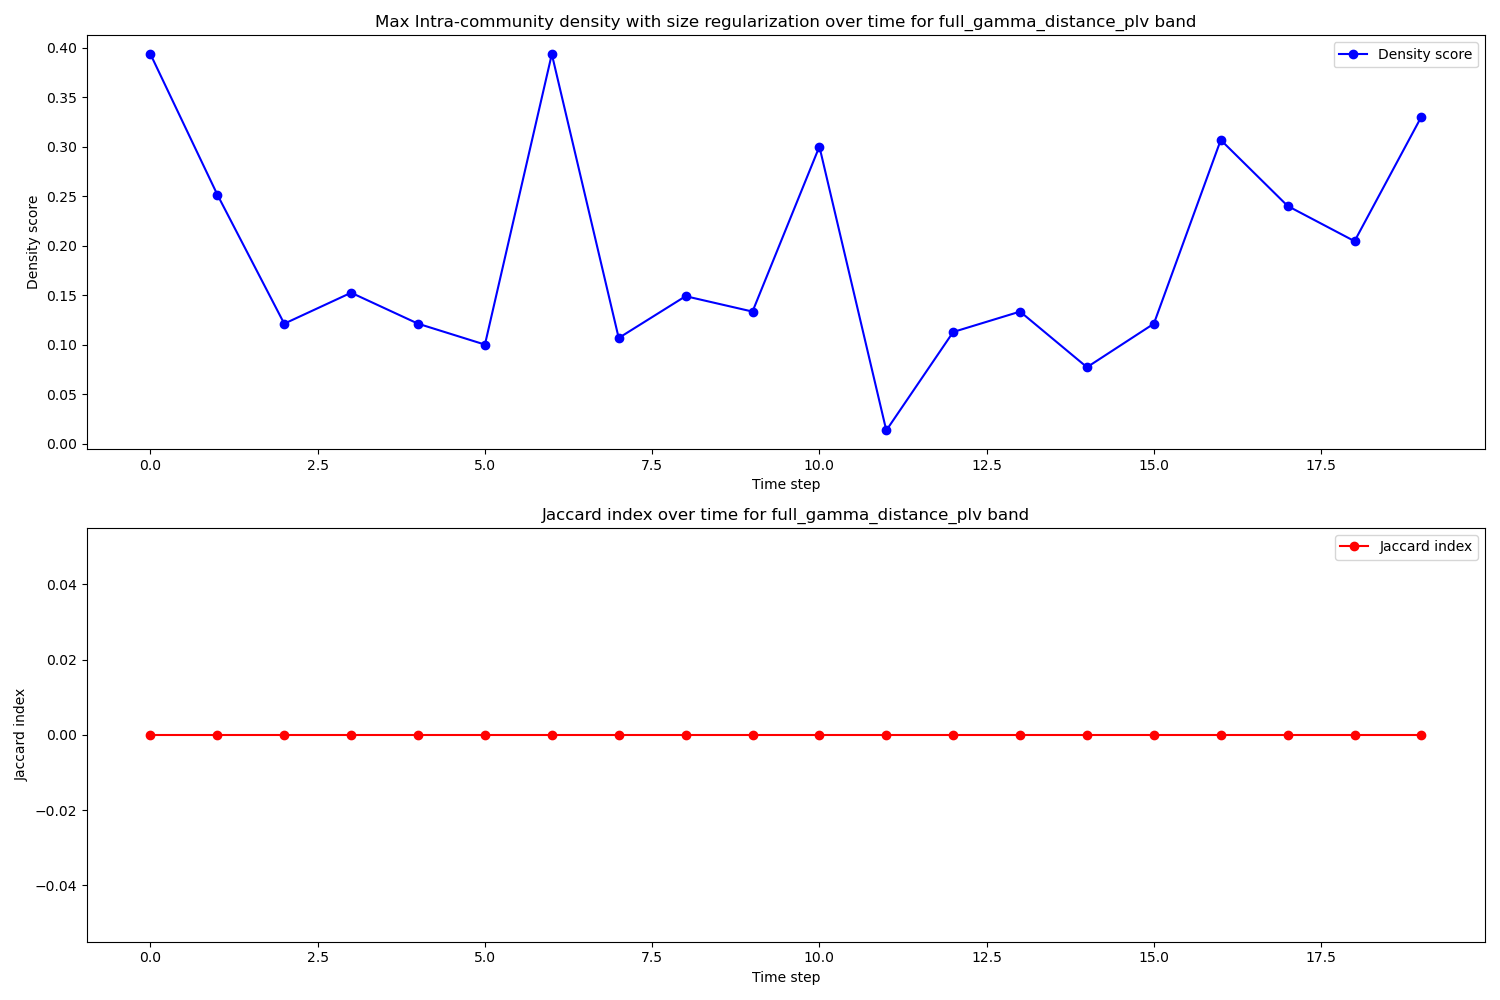 Max Intra-community density with size regularization over time for full_gamma_distance_plv band
Density score
0.40
0.35
0.30
0.25
0.20
0.15
0.10
0.05
0.00
Density score
0.0 2.5 5.0 7.5 10.0 12.5 15.0 17.5
Time step
Jaccard index over time for full_gamma_distance_plv band
Jaccard index
0.04
0.02
0.00
−0.02
−0.04
Jaccard index
0.0 2.5 5.0 7.5 10.0 12.5 15.0 17.5
Time step